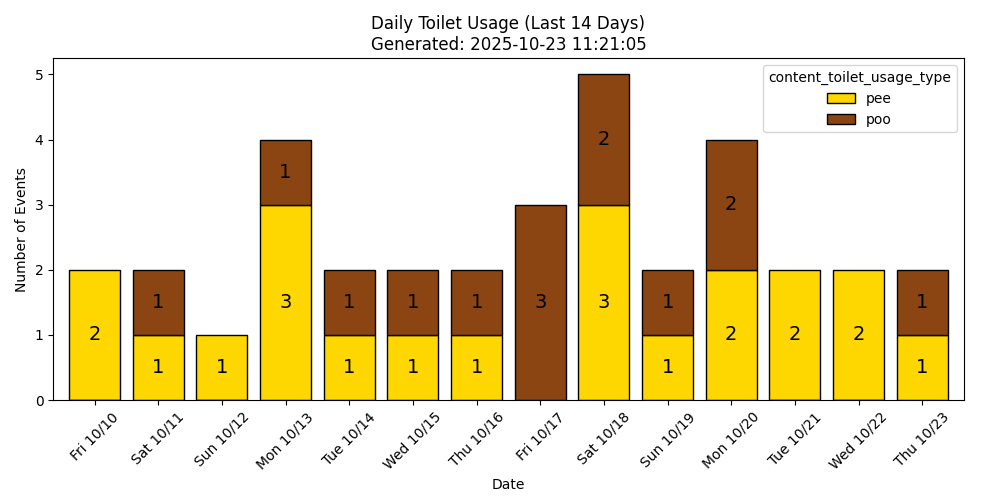 Daily Toilet Usage (Last 14 Days)
Generated: 2025-10-23 11:21:05
content_toilet_usage_type
pee
poo
Number of Events
5
4
3
2
1
0
2
1
1
1
1
3
1
1
1
1
1
1
3
2
3
1
1
2
2
2
2
1
1
Fri 10/10
Sat 10/11
Sun 10/12
Mon 10/13
Tue 10/14
Wed 10/15
Thu 10/16
Fri 10/17
Sat 10/18
Sun 10/19
Mon 10/20
Tue 10/21
Wed 10/22
Thu 10/23
Date